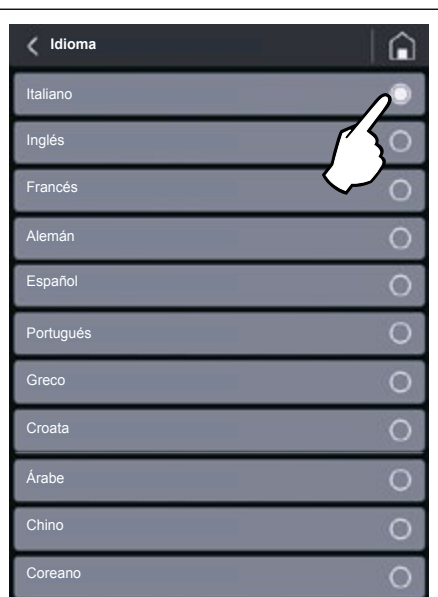 Idioma
Italiano
Inglés
Francés
Alemán
Español
Portugués
Greco
Croata
Árabe
Chino
Coreano